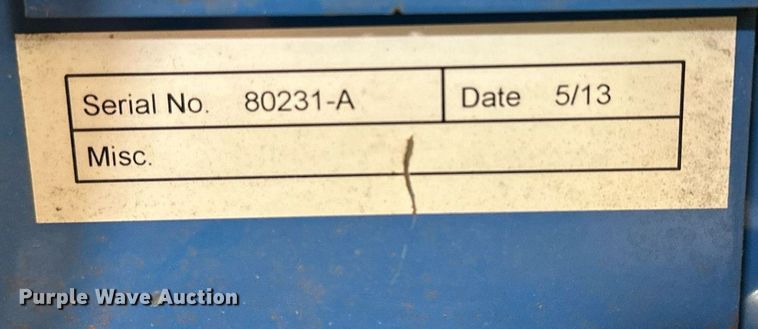 Serial No. 80231-A Date 5/13
Misc.
Purple Wave Auction